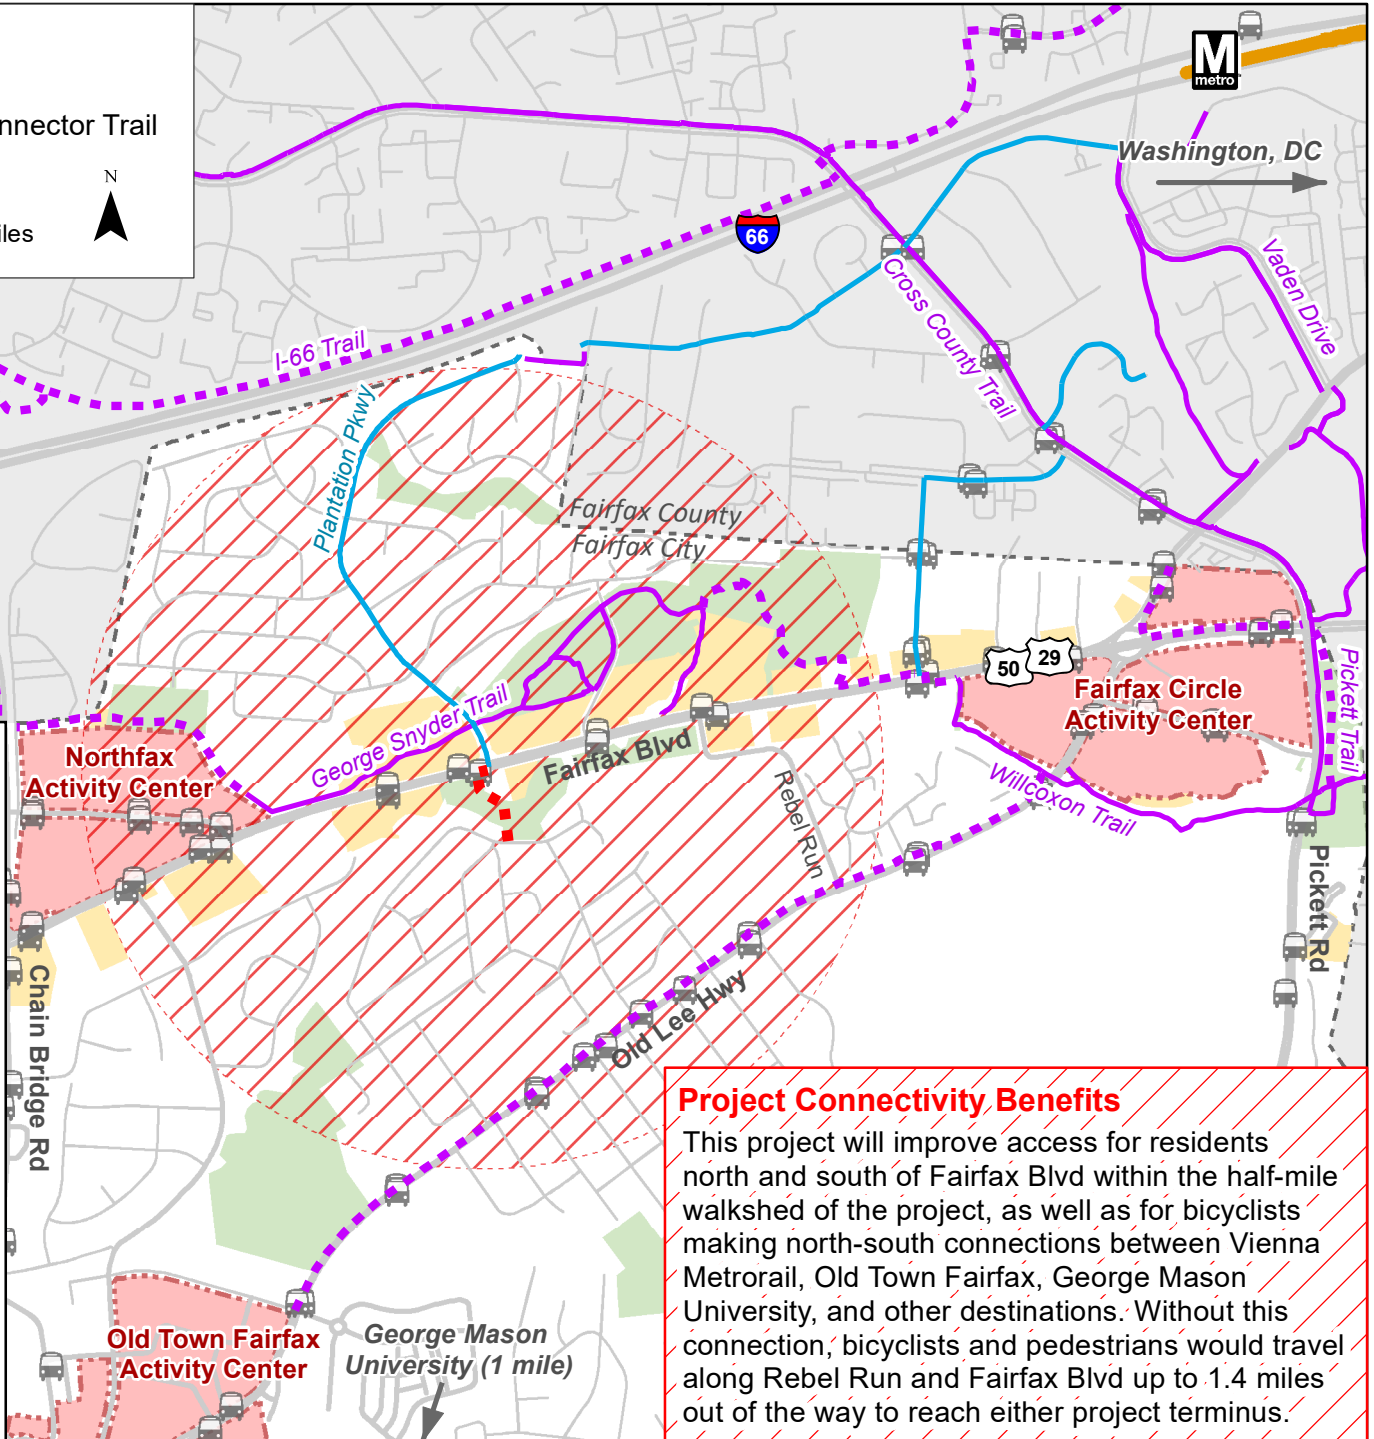 nnector Trail
N
iles
M
metro
Washington, DC
66
I-66 Trail
Cross County Trail
Vaden Drive
Plantation Pkwy
Fairfax County
Fairfax City
50
29
Fairfax Circle
Activity Center
Pickett Trail
George Snyder Trail
Northfax
Activity Center
Fairfax Blvd
Willcoxon Trail
Rebel Run
Pickett Rd
Chain Bridge Rd
Old Lee Hwy
Old Town Fairfax
Activity Center
George Mason
University (1 mile)
Project Connectivity Benefits
This project will improve access for residents
north and south of Fairfax Blvd within the half-mile
walkshed of the project, as well as for bicyclists
making north-south connections between Vienna
Metrorail, Old Town Fairfax, George Mason
University, and other destinations. Without this
connection, bicyclists and pedestrians would travel
along Rebel Run and Fairfax Blvd up to 1.4 miles
out of the way to reach either project terminus.